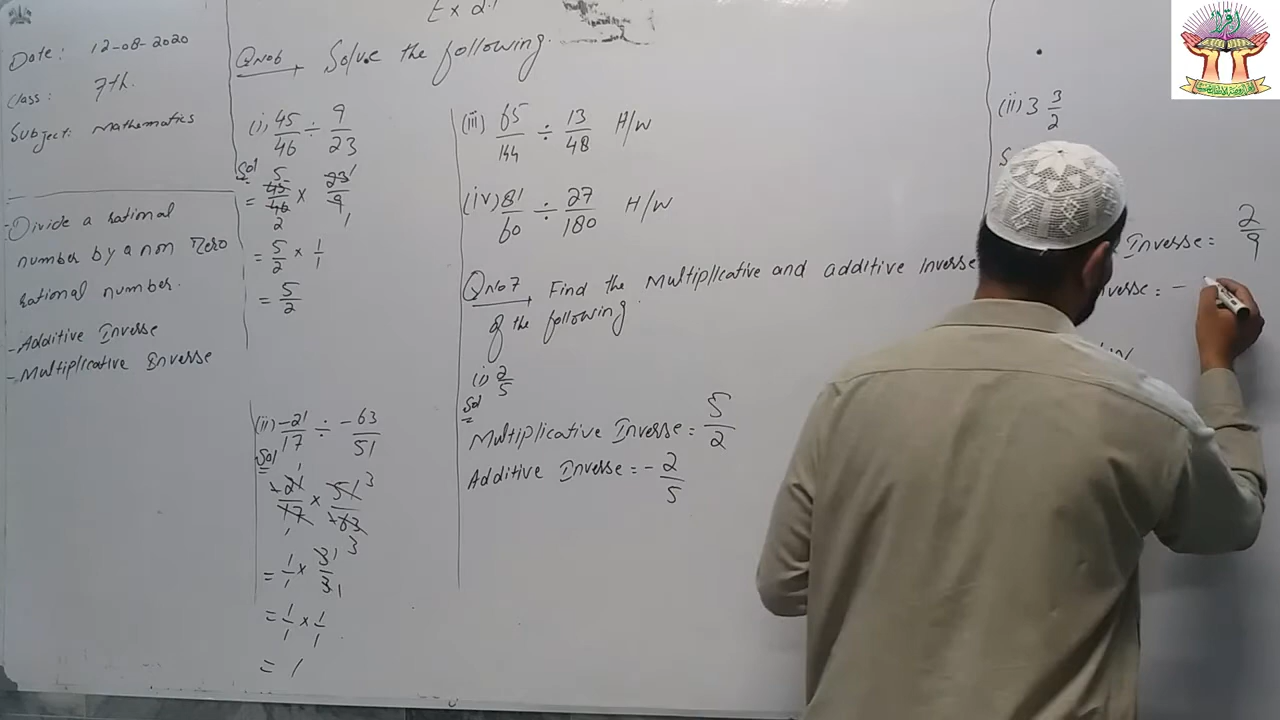 Ex 2.1
Date: 12-08-2020
Class: 7th.
Subject: Mathematics
Divide a rational
number by a non Zero
rational number.
- Additive Inverse
- Multiplicative Inverse
Q No 6 Solve the following.
(i) 45/46 ÷ 9/23
Sol
= 45/46 × 23/9
= 5/2 × 1/1
= 5/2
(ii) -21/17 ÷ -63/51
Sol
-21/17 × 51/-63
= 1/1 × 3/3
= 1/1 × 1/1
= 1
(iii) 65/144 ÷ 13/48 H/W
(iv) 81/60 ÷ 27/180 H/W
Q No 7 Find the Multiplicative and additive Inverse
of the following.
(i) 2/5
Sol
Multiplicative Inverse = 5/2
Additive Inverse = - 2/5
(ii) 3 3/2
Inverse = 2/9
nverse = -